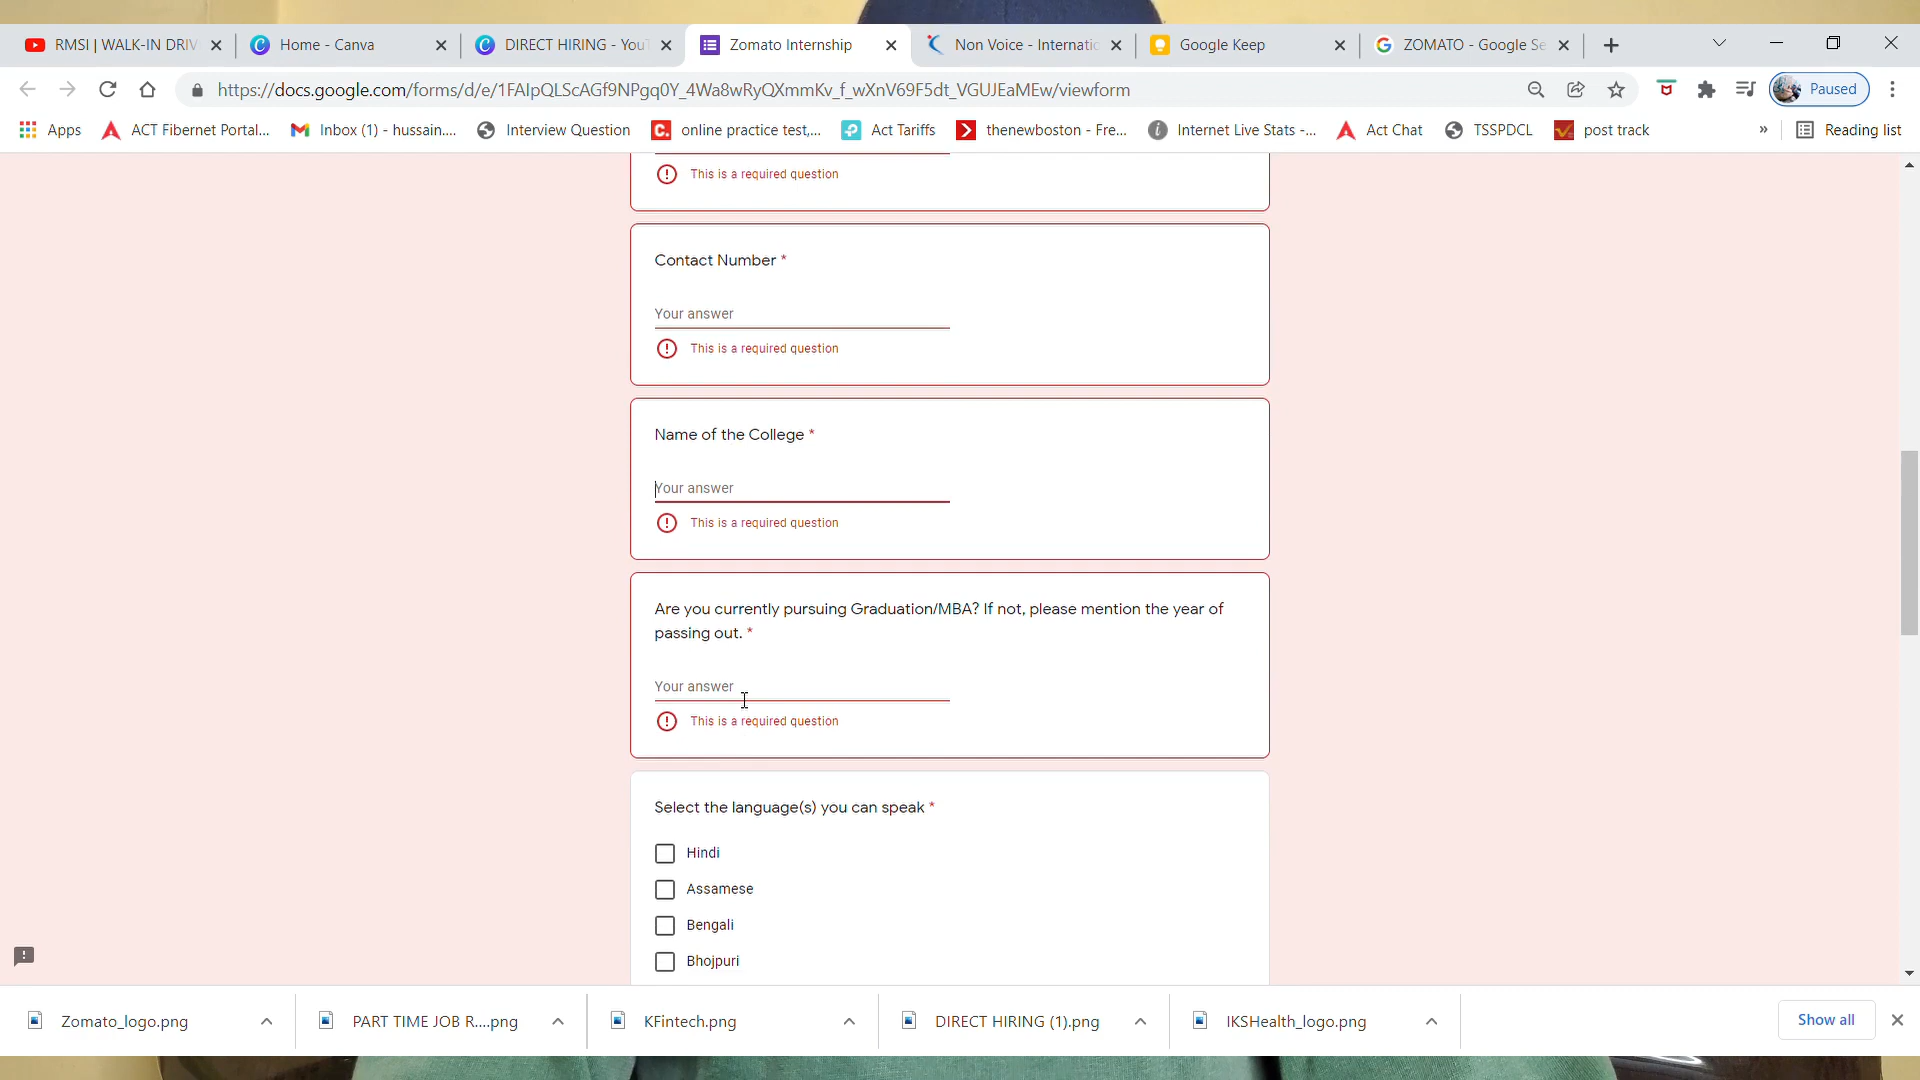 RMSI | WALK-IN DRIV
Home - Canva
DIRECT HIRING - YouT
Zomato Internship
Non Voice - Internatio
Google Keep
ZOMATO - Google Se
https://docs.google.com/forms/d/e/1FAIpQLScAGf9NPgq0Y_4Wa8wRyQXmmKv_f_wXnV69F5dt_VGUJEaMEw/viewform
Paused
Apps
ACT Fibernet Portal...
Inbox (1) - hussain....
Interview Question
online practice test,...
Act Tariffs
thenewboston - Fre...
Internet Live Stats -...
Act Chat
TSSPDCL
post track
»
Reading list
This is a required question
Contact Number *
Your answer
This is a required question
Name of the College *
Your answer
This is a required question
Are you currently pursuing Graduation/MBA? If not, please mention the year of
passing out. *
Your answer
This is a required question
Select the language(s) you can speak *
Hindi
Assamese
Bengali
Bhojpuri
Zomato_logo.png
PART TIME JOB R....png
KFintech.png
DIRECT HIRING (1).png
IKSHealth_logo.png
Show all